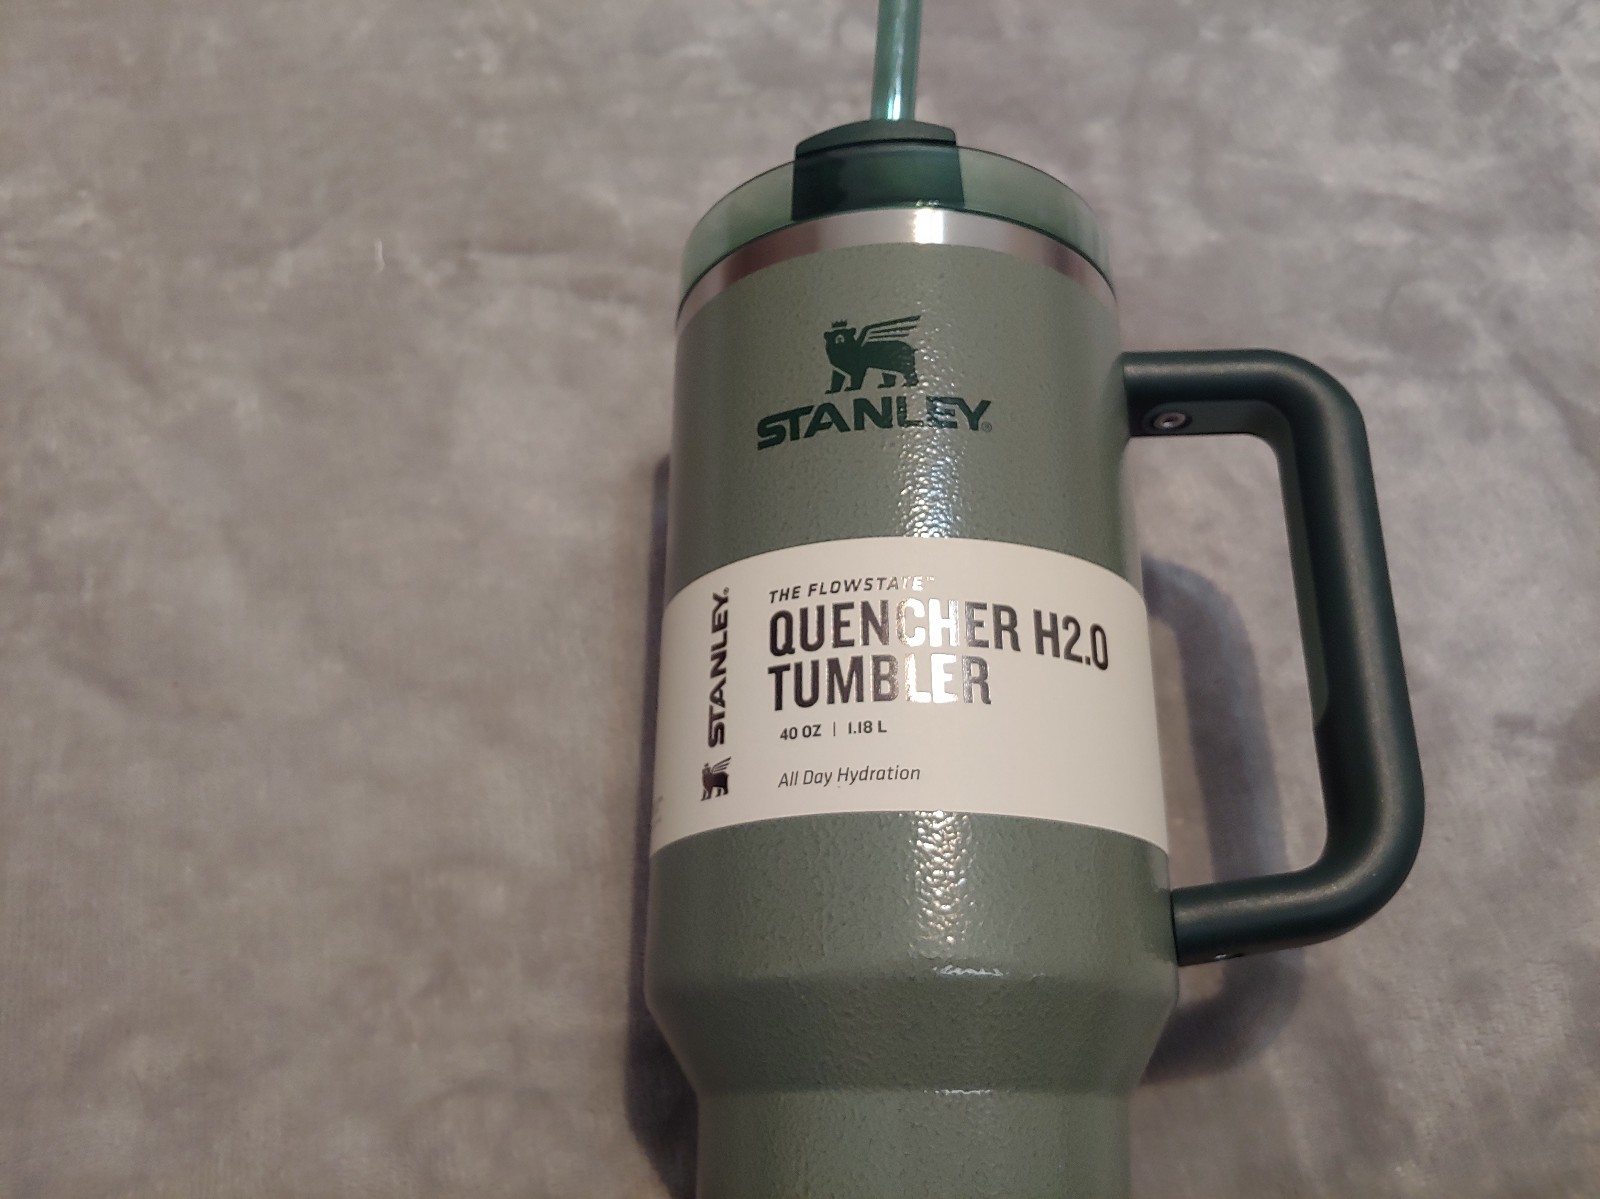 STANLEY®
STANLEY®
THE FLOWSTATE™
QUENCHER H2.0
TUMBLER
40 OZ | 1.18 L
All Day Hydration